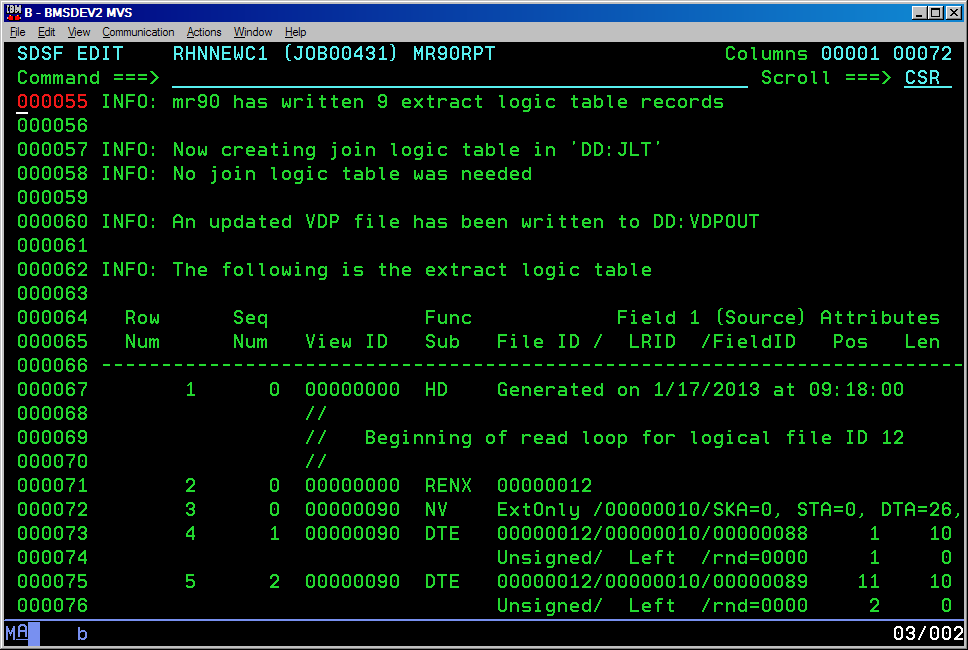 B - BMSDEV2 MVS
File Edit View Communication Actions Window Help
SDSF EDIT    RHNNEWC1 (JOB00431) MR90RPT                   Columns 00001 00072
Command ===>                                                  Scroll ===> CSR
000055 INFO: mr90 has written 9 extract logic table records
000056
000057 INFO: Now creating join logic table in 'DD:JLT'
000058 INFO: No join logic table was needed
000059
000060 INFO: An updated VDP file has been written to DD:VDPOUT
000061
000062 INFO: The following is the extract logic table
000063
000064   Row      Seq             Func            Field 1 (Source) Attributes
000065   Num      Num   View ID   Sub   File ID /  LRID  /FieldID   Pos   Len
000066 ------------------------------------------------------------------------
000067        1      0  00000000  HD    Generated on 1/17/2013 at 09:18:00
000068                  //
000069                  //   Beginning of read loop for logical file ID 12
000070                  //
000071        2      0  00000000  RENX  00000012
000072        3      0  00000090  NV    ExtOnly /00000010/SKA=0, STA=0, DTA=26,
000073        4      1  00000090  DTE   00000012/00000010/00000088     1    10
000074                                  Unsigned/  Left  /rnd=0000     1     0
000075        5      2  00000090  DTE   00000012/00000010/00000089    11    10
000076                                  Unsigned/  Left  /rnd=0000     2     0
MA    b                                                                   03/002